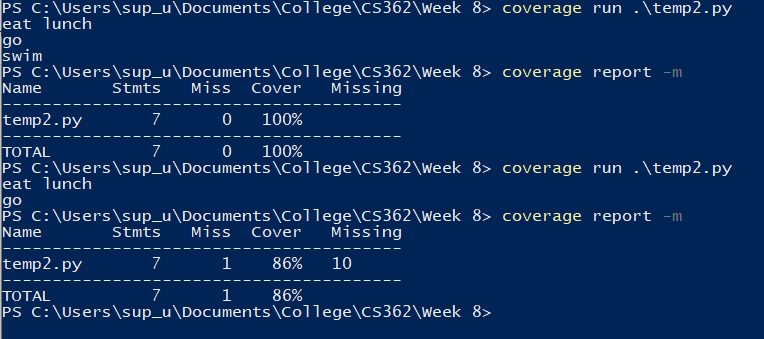 PS C:\Users\sup_u\Documents\College\CS362\Week 8> coverage run .\temp2.py
eat lunch
go
swim
PS C:\Users\sup_u\Documents\College\CS362\Week 8> coverage report -m
Name       Stmts   Miss  Cover   Missing
----------------------------------------
temp2.py       7      0   100%
----------------------------------------
TOTAL          7      0   100%
PS C:\Users\sup_u\Documents\College\CS362\Week 8> coverage run .\temp2.py
eat lunch
go
PS C:\Users\sup_u\Documents\College\CS362\Week 8> coverage report -m
Name       Stmts   Miss  Cover   Missing
----------------------------------------
temp2.py       7      1    86%   10
----------------------------------------
TOTAL          7      1    86%
PS C:\Users\sup_u\Documents\College\CS362\Week 8>